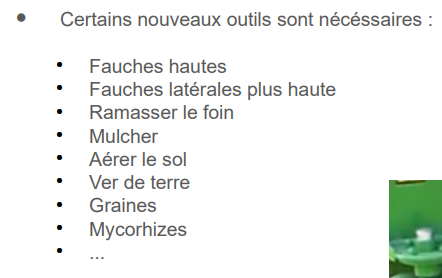 • Certains nouveaux outils sont nécéssaires :
• Fauches hautes
• Fauches latérales plus haute
• Ramasser le foin
• Mulcher
• Aérer le sol
• Ver de terre
• Graines
• Mycorhizes
• ...